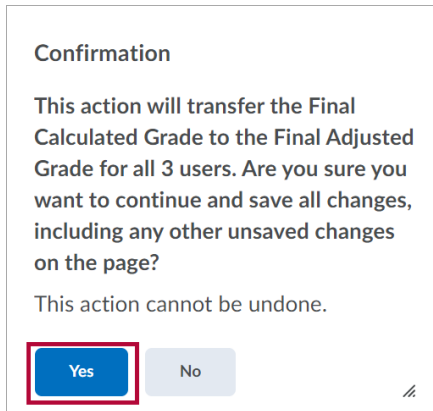 Confirmation
This action will transfer the Final
Calculated Grade to the Final Adjusted
Grade for all 3 users. Are you sure you
want to continue and save all changes,
including any other unsaved changes
on the page?
This action cannot be undone.
Yes No